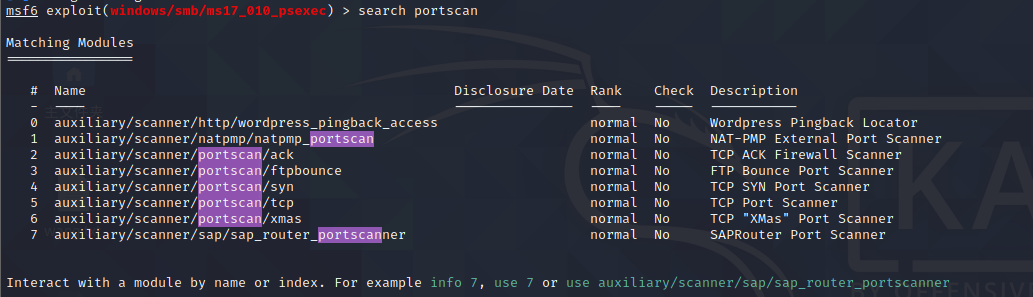 msf6 exploit(windows/smb/ms17_010_psexec) > search portscan
Matching Modules
================
#  Name                                              Disclosure Date  Rank    Check  Description
-  ----                                              ---------------  ----    -----  -----------
0  auxiliary/scanner/http/wordpress_pingback_access                   normal  No     Wordpress Pingback Locator
1  auxiliary/scanner/natpmp/natpmp_portscan                           normal  No     NAT-PMP External Port Scanner
2  auxiliary/scanner/portscan/ack                                     normal  No     TCP ACK Firewall Scanner
3  auxiliary/scanner/portscan/ftpbounce                               normal  No     FTP Bounce Port Scanner
4  auxiliary/scanner/portscan/syn                                     normal  No     TCP SYN Port Scanner
5  auxiliary/scanner/portscan/tcp                                     normal  No     TCP Port Scanner
6  auxiliary/scanner/portscan/xmas                                    normal  No     TCP "XMas" Port Scanner
7  auxiliary/scanner/sap/sap_router_portscanner                       normal  No     SAPRouter Port Scanner
Interact with a module by name or index. For example info 7, use 7 or use auxiliary/scanner/sap/sap_router_portscanner